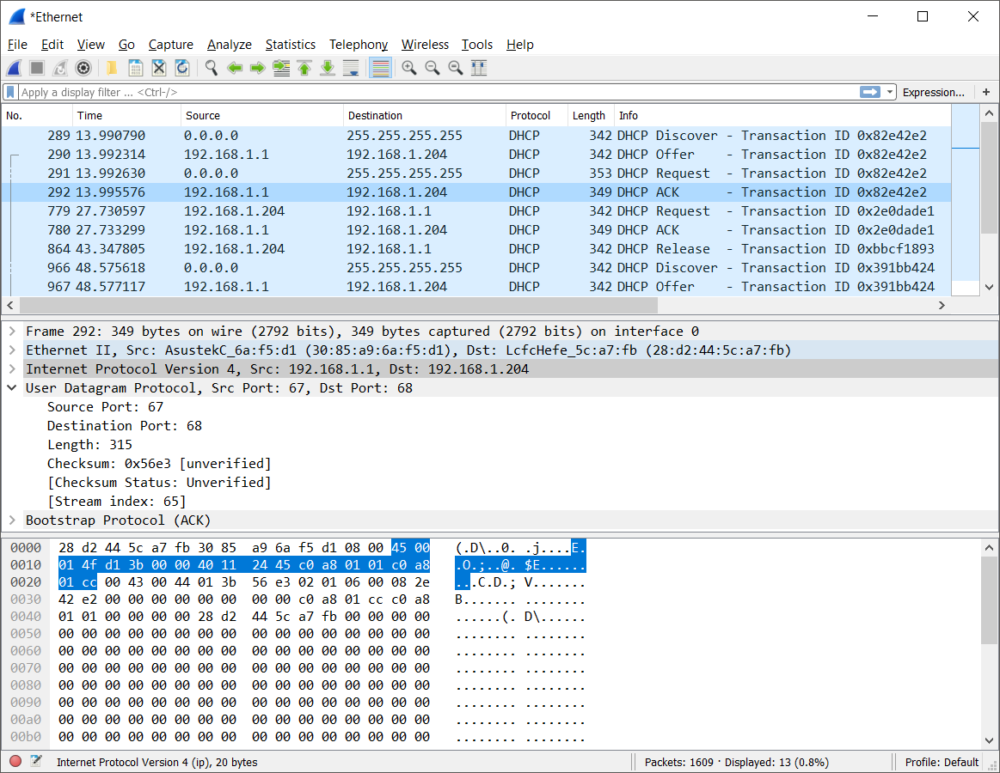 *Ethernet
File Edit View Go Capture Analyze Statistics Telephony Wireless Tools Help
Apply a display filter ... <Ctrl-/> Expression... +
No. Time Source Destination Protocol Length Info
289 13.990790 0.0.0.0 255.255.255.255 DHCP 342 DHCP Discover - Transaction ID 0x82e42e2
290 13.992314 192.168.1.1 192.168.1.204 DHCP 342 DHCP Offer - Transaction ID 0x82e42e2
291 13.992630 0.0.0.0 255.255.255.255 DHCP 353 DHCP Request - Transaction ID 0x82e42e2
292 13.995576 192.168.1.1 192.168.1.204 DHCP 349 DHCP ACK - Transaction ID 0x82e42e2
779 27.730597 192.168.1.204 192.168.1.1 DHCP 342 DHCP Request - Transaction ID 0x2e0dade1
780 27.733299 192.168.1.1 192.168.1.204 DHCP 349 DHCP ACK - Transaction ID 0x2e0dade1
864 43.347805 192.168.1.204 192.168.1.1 DHCP 342 DHCP Release - Transaction ID 0xbbcf1893
966 48.575618 0.0.0.0 255.255.255.255 DHCP 342 DHCP Discover - Transaction ID 0x391bb424
967 48.577117 192.168.1.1 192.168.1.204 DHCP 342 DHCP Offer - Transaction ID 0x391bb424
Frame 292: 349 bytes on wire (2792 bits), 349 bytes captured (2792 bits) on interface 0
Ethernet II, Src: AsustekC_6a:f5:d1 (30:85:a9:6a:f5:d1), Dst: LcfcHefe_5c:a7:fb (28:d2:44:5c:a7:fb)
Internet Protocol Version 4, Src: 192.168.1.1, Dst: 192.168.1.204
User Datagram Protocol, Src Port: 67, Dst Port: 68
Source Port: 67
Destination Port: 68
Length: 315
Checksum: 0x56e3 [unverified]
[Checksum Status: Unverified]
[Stream index: 65]
Bootstrap Protocol (ACK)
0000 28 d2 44 5c a7 fb 30 85 a9 6a f5 d1 08 00 45 00 (.D\..0. .j....E.
0010 01 4f d1 3b 00 00 40 11 24 45 c0 a8 01 01 c0 a8 .O.;..@. $E......
0020 01 cc 00 43 00 44 01 3b 56 e3 02 01 06 00 08 2e ...C.D.; V.......
0030 42 e2 00 00 00 00 00 00 00 00 c0 a8 01 cc c0 a8 B....... ........
0040 01 01 00 00 00 00 28 d2 44 5c a7 fb 00 00 00 00 ......(. D\......
0050 00 00 00 00 00 00 00 00 00 00 00 00 00 00 00 00 ........ ........
0060 00 00 00 00 00 00 00 00 00 00 00 00 00 00 00 00 ........ ........
0070 00 00 00 00 00 00 00 00 00 00 00 00 00 00 00 00 ........ ........
0080 00 00 00 00 00 00 00 00 00 00 00 00 00 00 00 00 ........ ........
0090 00 00 00 00 00 00 00 00 00 00 00 00 00 00 00 00 ........ ........
00a0 00 00 00 00 00 00 00 00 00 00 00 00 00 00 00 00 ........ ........
00b0 00 00 00 00 00 00 00 00 00 00 00 00 00 00 00 00 ........ ........
Internet Protocol Version 4 (ip), 20 bytes Packets: 1609 · Displayed: 13 (0.8%) Profile: Default